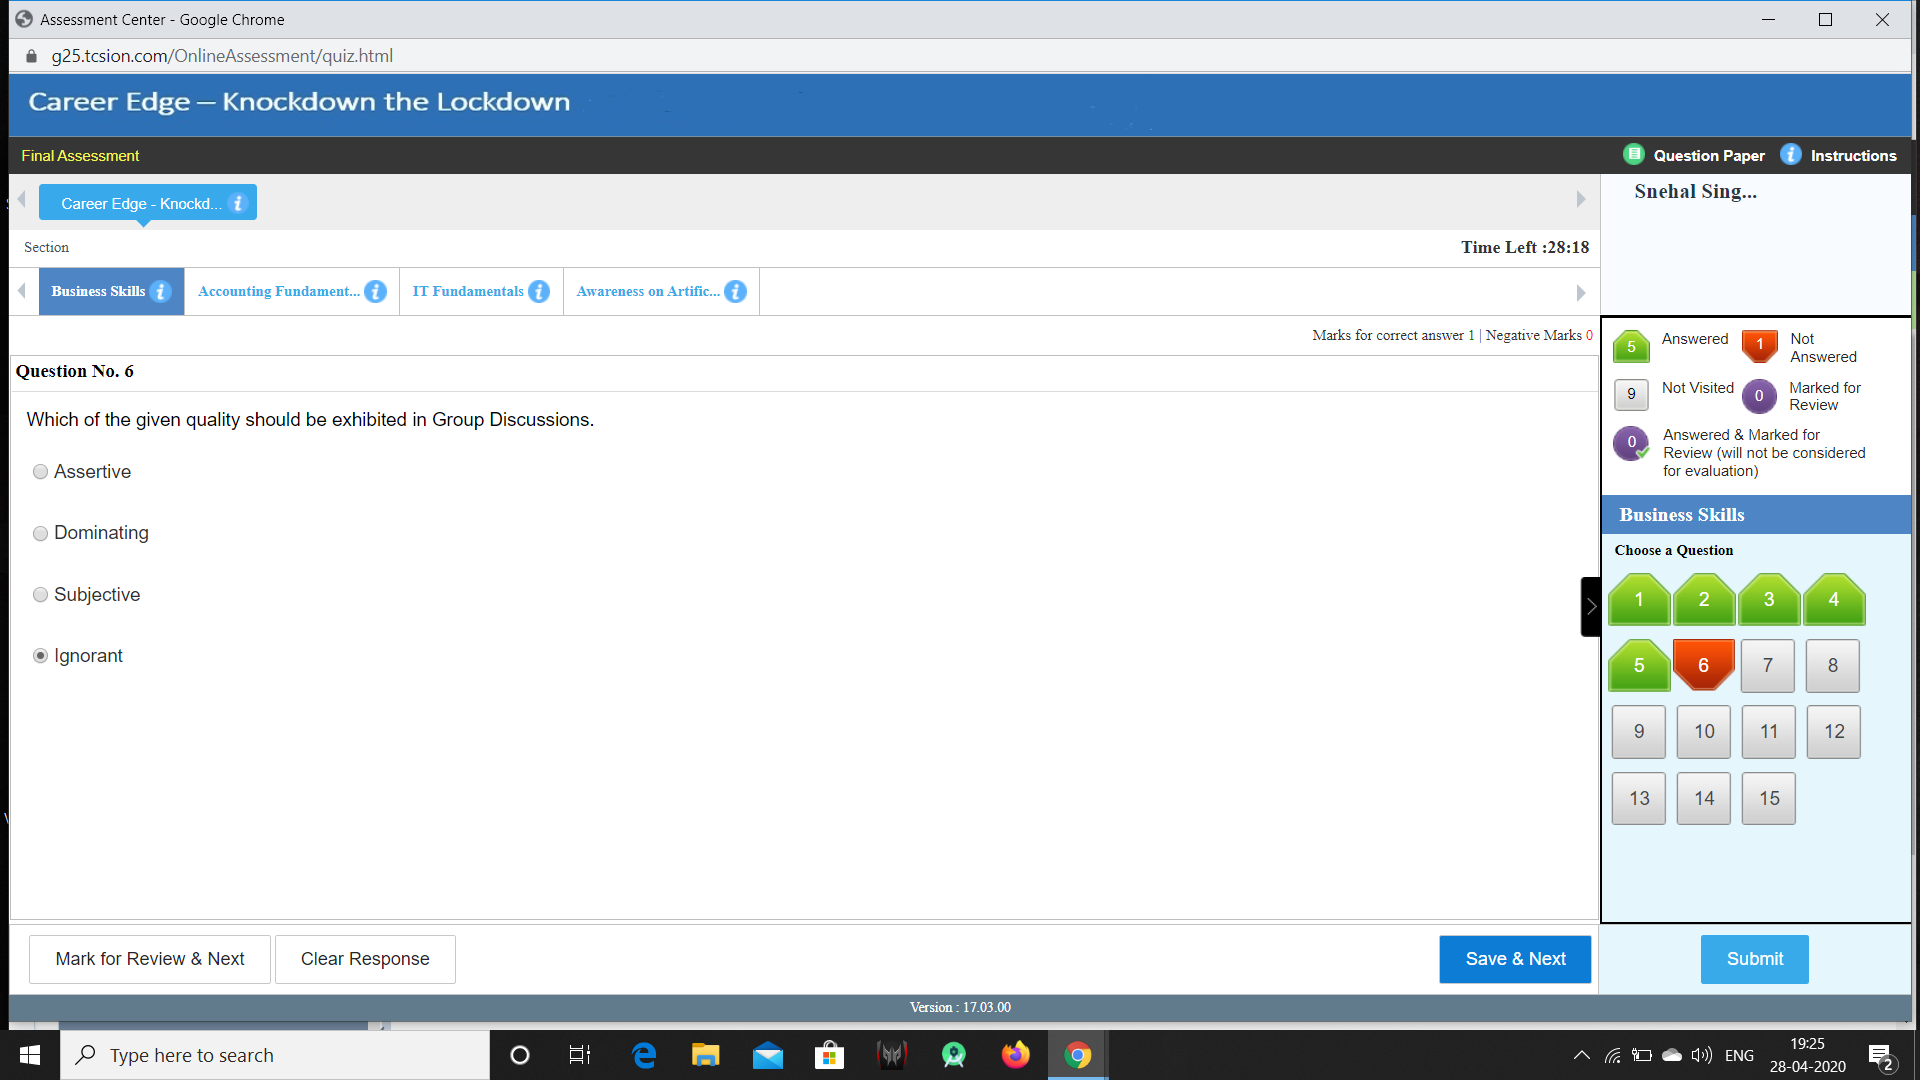 Assessment Center - Google Chrome
g25.tcsion.com/OnlineAssessment/quiz.html
Career Edge – Knockdown the Lockdown
Final Assessment
Question Paper
Instructions
Career Edge - Knockd...
Snehal Sing...
Section
Time Left :28:18
Business Skills
Accounting Fundament...
IT Fundamentals
Awareness on Artific...
Marks for correct answer 1 | Negative Marks 0
Question No. 6
Which of the given quality should be exhibited in Group Discussions.
Assertive
Dominating
Subjective
Ignorant
5 Answered
1 Not Answered
9 Not Visited
0 Marked for Review
0 Answered & Marked for Review (will not be considered for evaluation)
Business Skills
Choose a Question
1 2 3 4
5 6 7 8
9 10 11 12
13 14 15
Mark for Review & Next
Clear Response
Save & Next
Submit
Version : 17.03.00
Type here to search
ENG
19:25
28-04-2020
2